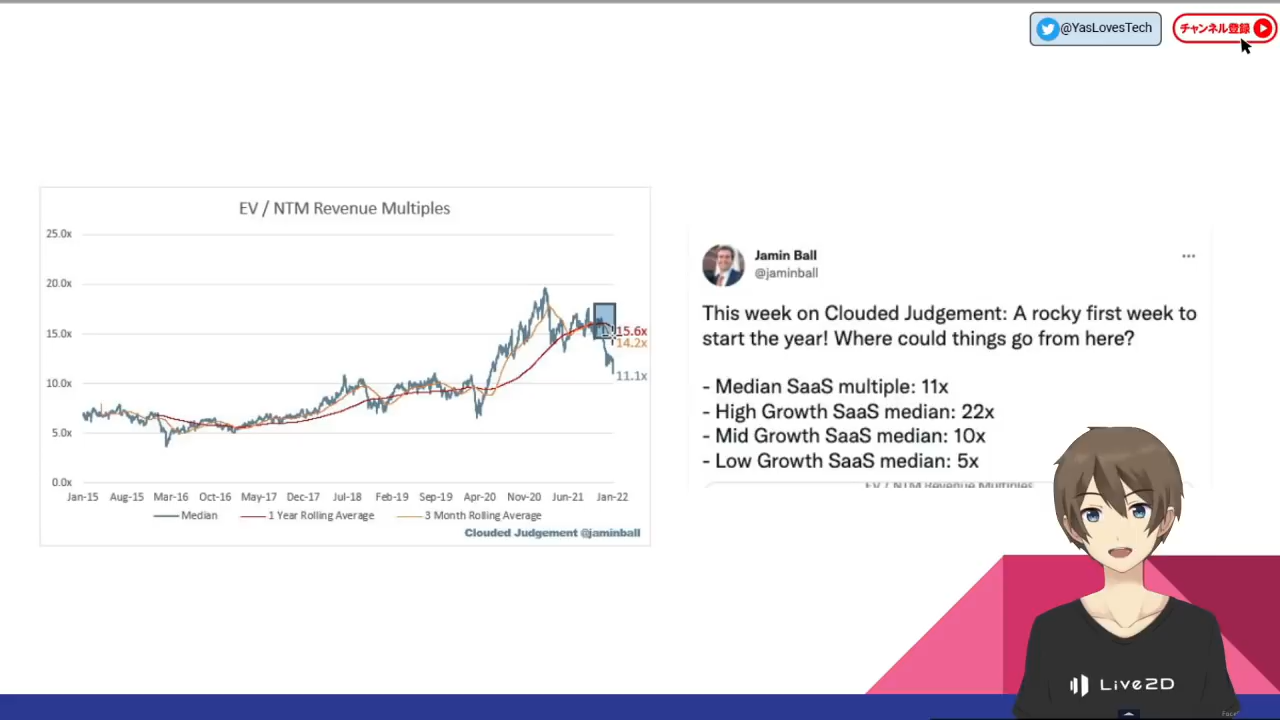 @YasLovesTech
チャンネル登録
EV / NTM Revenue Multiples
25.0x
20.0x
15.0x
10.0x
5.0x
0.0x
15.6x
14.2x
11.1x
Jan-15 Aug-15 Mar-16 Oct-16 May-17 Dec-17 Jul-18 Feb-19 Sep-19 Apr-20 Nov-20 Jun-21 Jan-22
Median 1 Year Rolling Average 3 Month Rolling Average
Clouded Judgement @jaminball
Jamin Ball
@jaminball
This week on Clouded Judgement: A rocky first week to
start the year! Where could things go from here?
- Median SaaS multiple: 11x
- High Growth SaaS median: 22x
- Mid Growth SaaS median: 10x
- Low Growth SaaS median: 5x
EV / NTM Revenue Multiples
Live2D